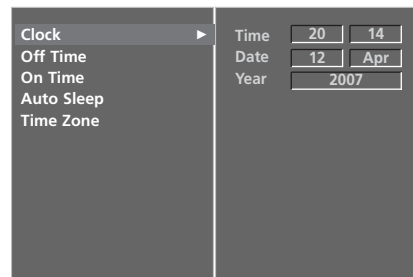 Clock ►
Off Time
On Time
Auto Sleep
Time Zone
Time 20 14
Date 12 Apr
Year 2007